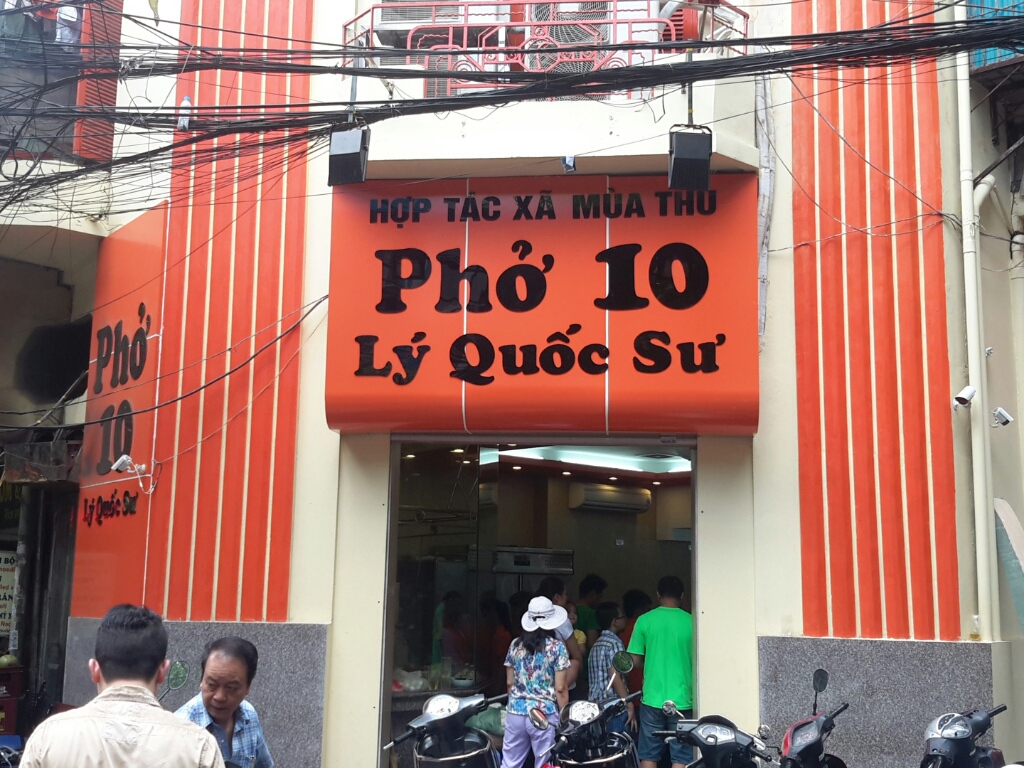 HỢP TÁC XÃ MÙA THU
Phở 10
Lý Quốc Sư
Phở
10
Lý Quốc Sư